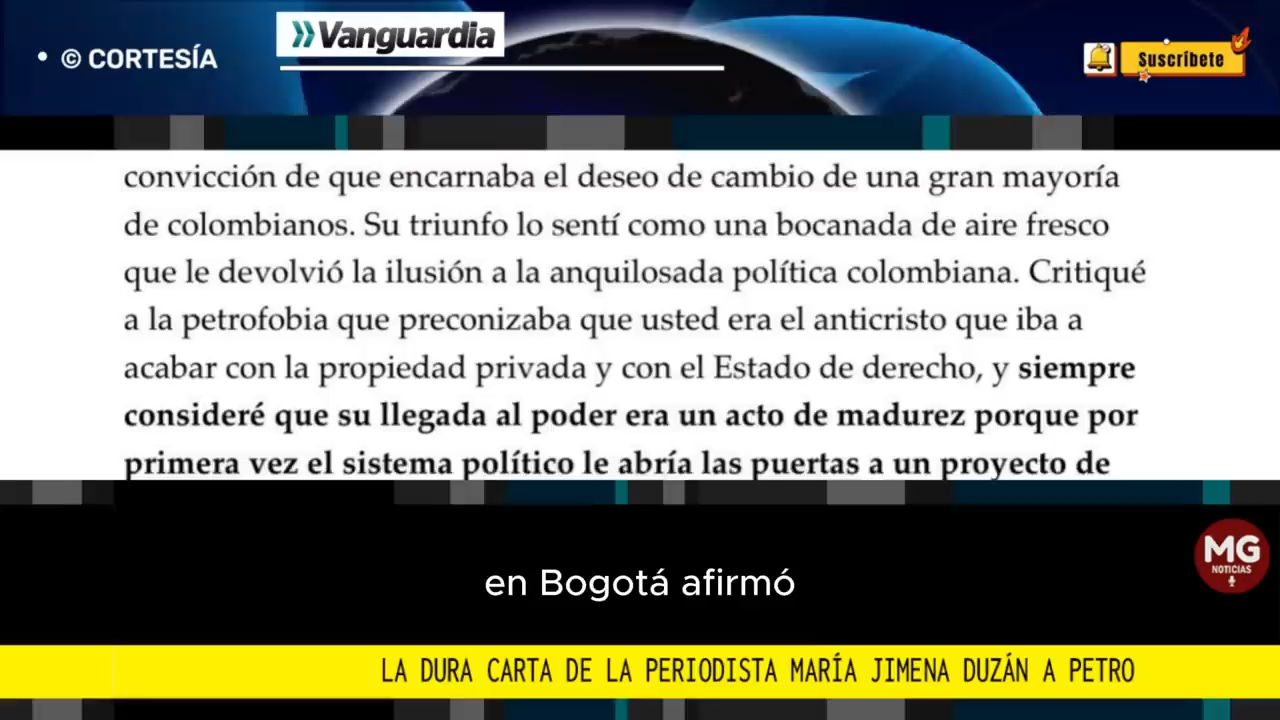 • © CORTESÍA
Vanguardia
Suscríbete
convicción de que encarnaba el deseo de cambio de una gran mayoría
de colombianos. Su triunfo lo sentí como una bocanada de aire fresco
que le devolvió la ilusión a la anquilosada política colombiana. Critiqué
a la petrofobia que preconizaba que usted era el anticristo que iba a
acabar con la propiedad privada y con el Estado de derecho, y siempre
consideré que su llegada al poder era un acto de madurez porque por
primera vez el sistema político le abría las puertas a un proyecto de
MG
NOTICIAS
en Bogotá afirmó
LA DURA CARTA DE LA PERIODISTA MARÍA JIMENA DUZÁN A PETRO